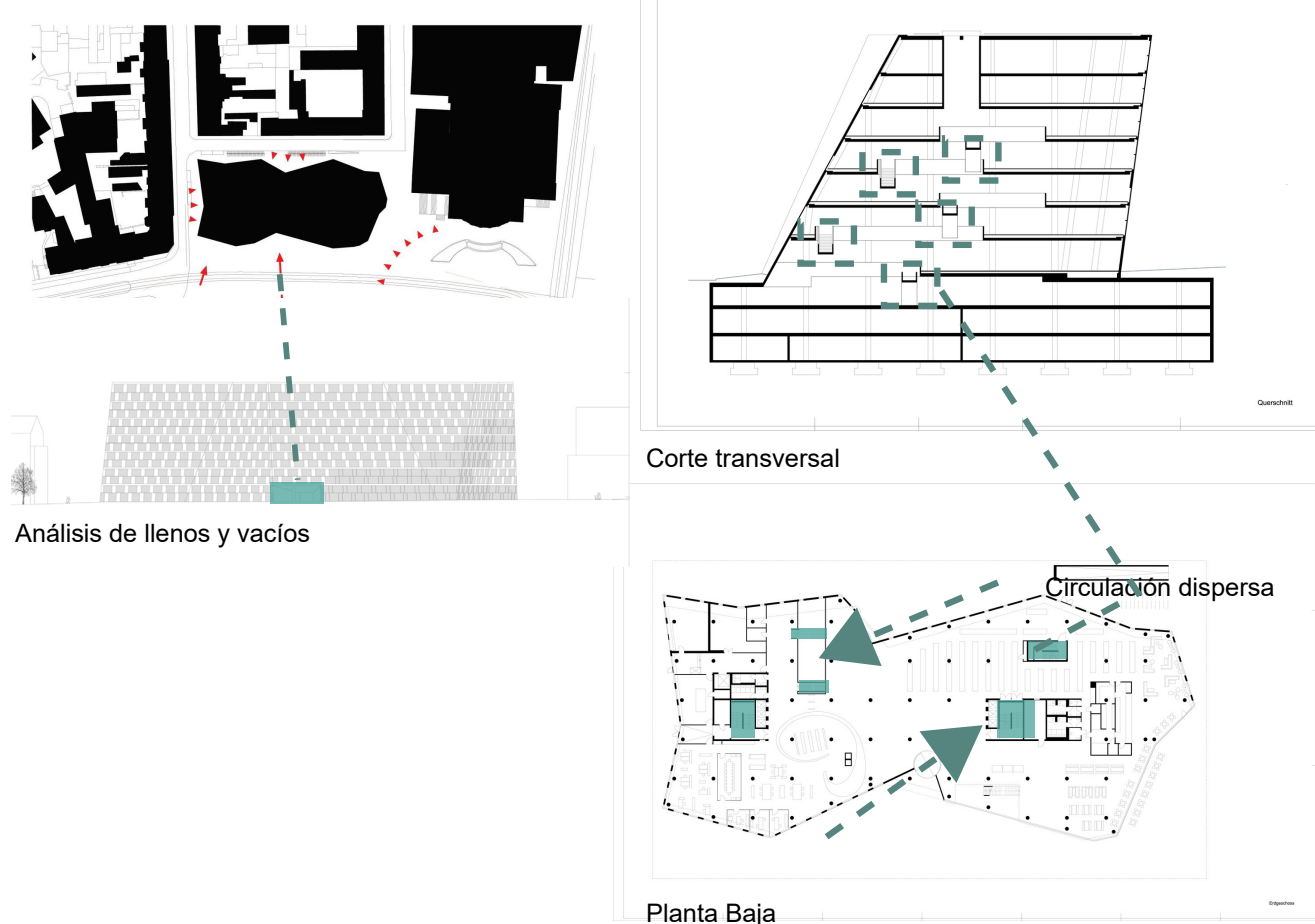 Querschnitt
Corte transversal
Análisis de llenos y vacíos
Circulación dispersa
Erdgeschoss
Planta Baja